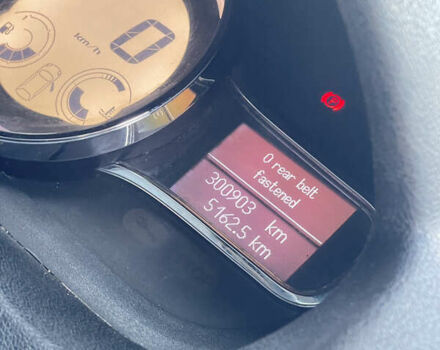 0
km/h
0 rear belt
fastened
300903 km
5162.5 km